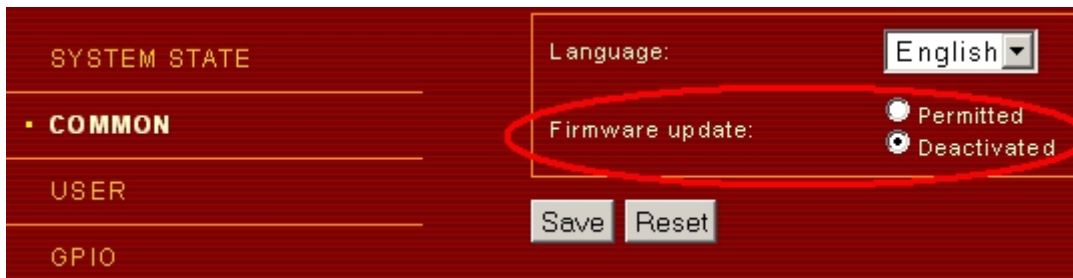 SYSTEM STATE
COMMON
USER
GPIO
Language:
English
Firmware update:
Permitted
Deactivated
Save
Reset